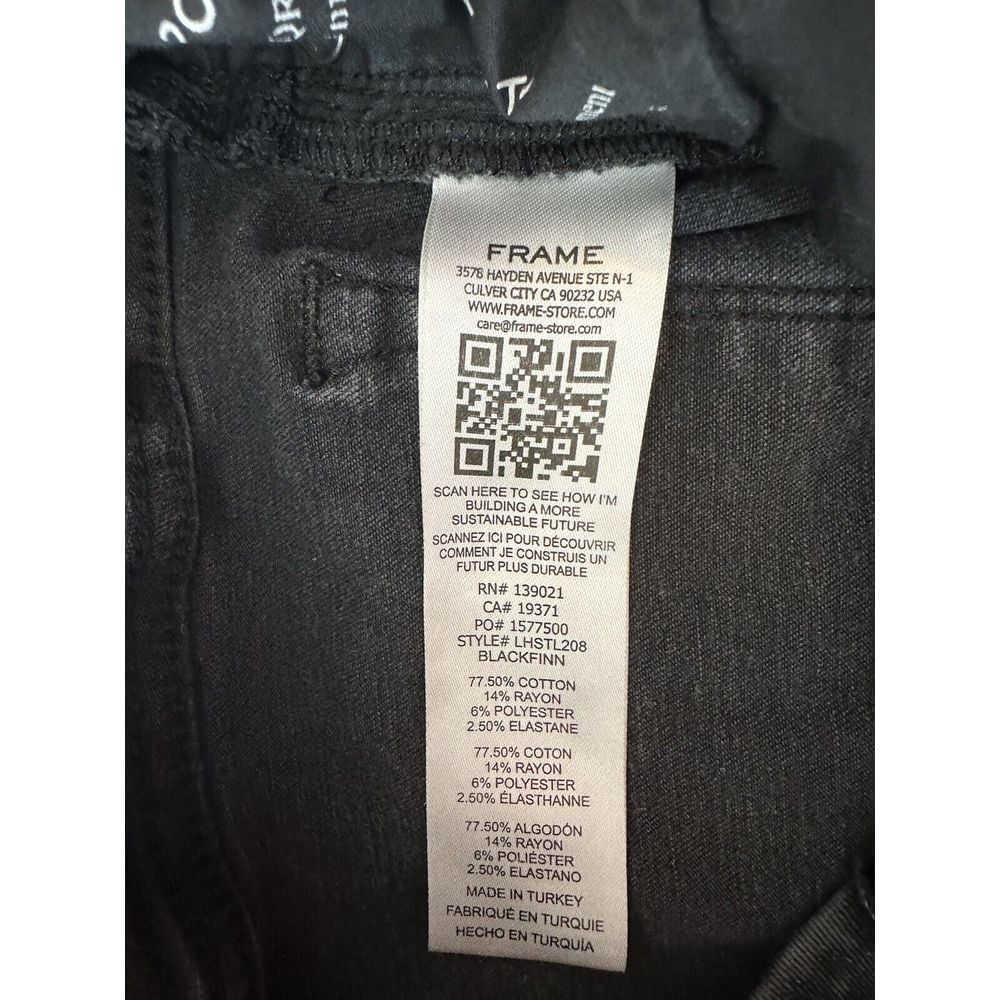 FRAME
3578 HAYDEN AVENUE STE N-1
CULVER CITY CA 90232 USA
WWW.FRAME-STORE.COM
care@frame-store.com
SCAN HERE TO SEE HOW I'M
BUILDING A MORE
SUSTAINABLE FUTURE
SCANNEZ ICI POUR DÉCOUVRIR
COMMENT JE CONSTRUIS UN
FUTUR PLUS DURABLE
RN# 139021
CA# 19371
PO# 1577500
STYLE# LHSTL208
BLACKFINN
77.50% COTTON
14% RAYON
6% POLYESTER
2.50% ELASTANE
77.50% COTON
14% RAYON
6% POLYESTER
2.50% ÉLASTHANNE
77.50% ALGODÓN
14% RAYON
6% POLIÉSTER
2.50% ELASTANO
MADE IN TURKEY
FABRIQUÉ EN TURQUIE
HECHO EN TURQUÍA